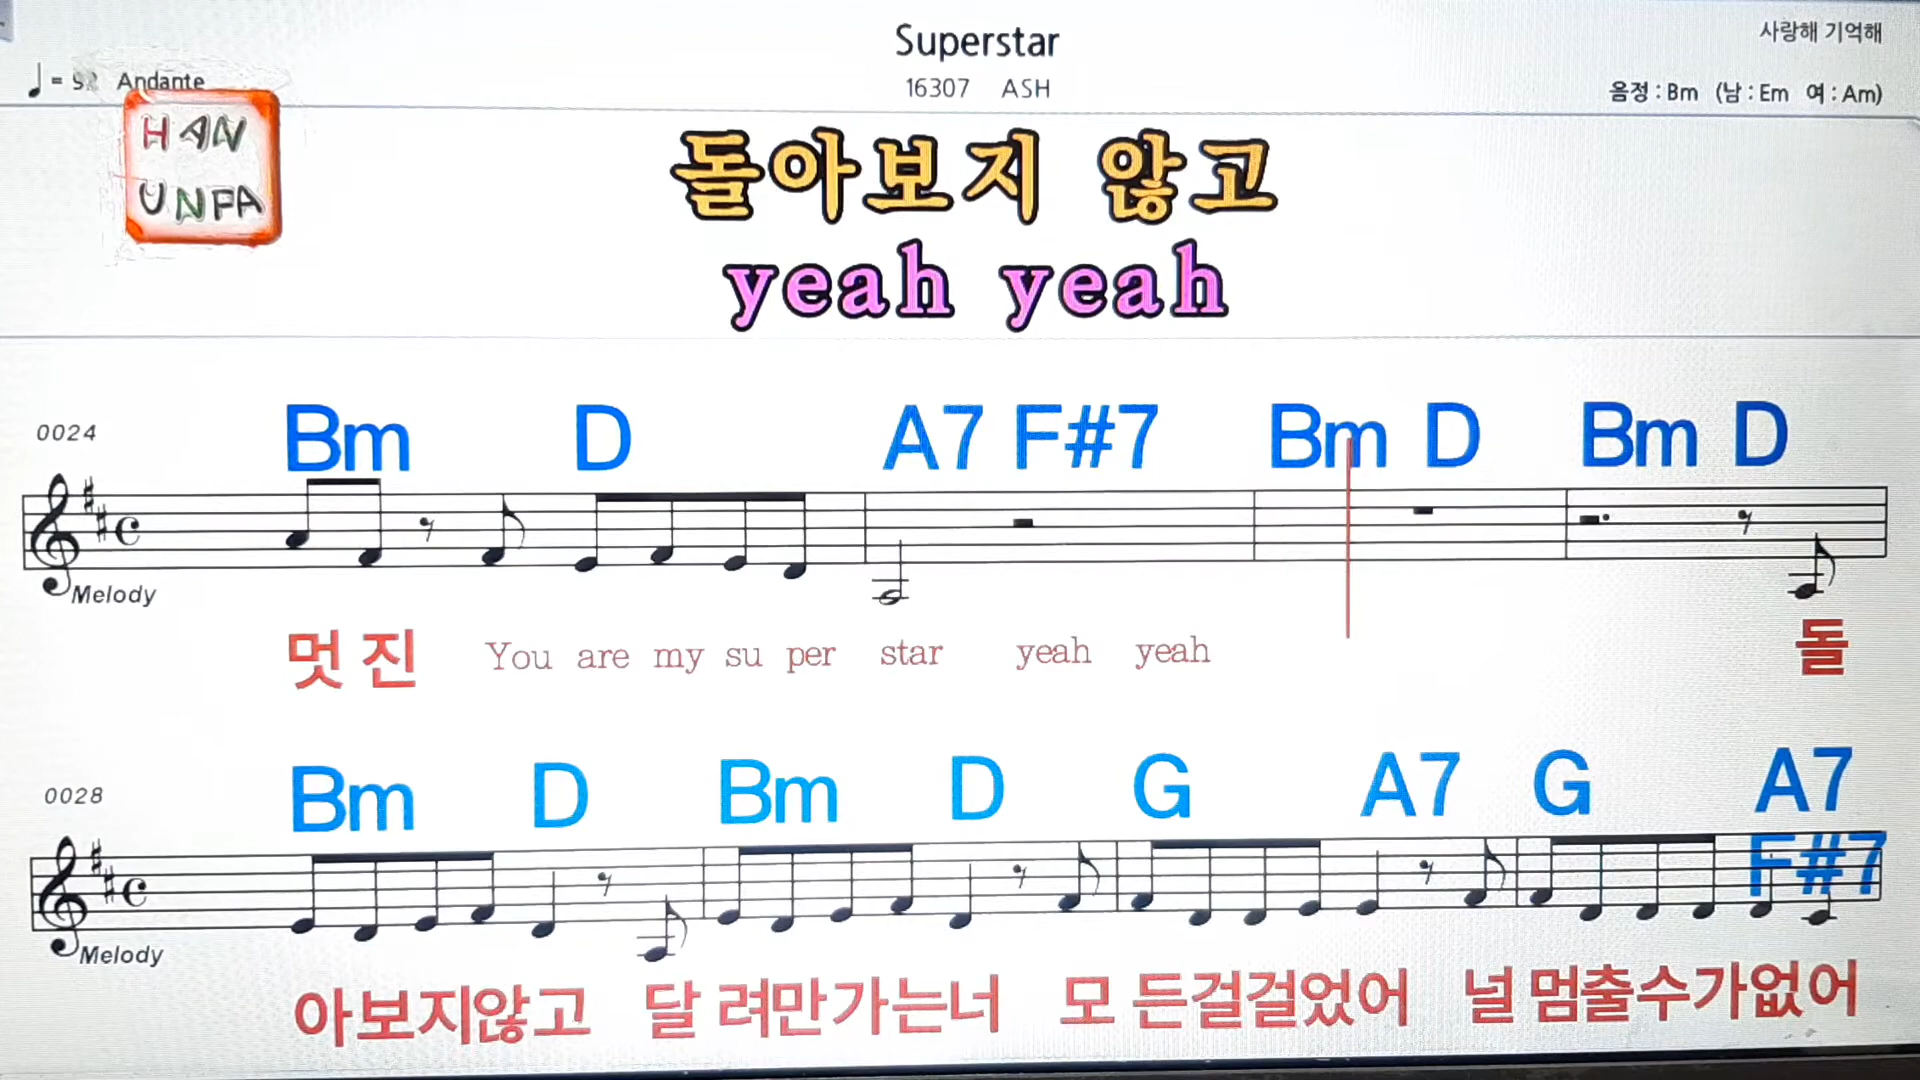 Superstar
사랑해 기억해
Andante
16307 ASH
음정 : Bm (남 : Em 여 : Am)
HAN
UNPA
돌아보지 않고
yeah yeah
0024
Bm D A7 F#7 Bm D Bm D
Melody
멋 진 You are my su per star yeah yeah 돌
0028
Bm D Bm D G A7 G A7
F#7
Melody
아보지않고 달 려만가는너 모 든걸걸었어 널멈출수가없어